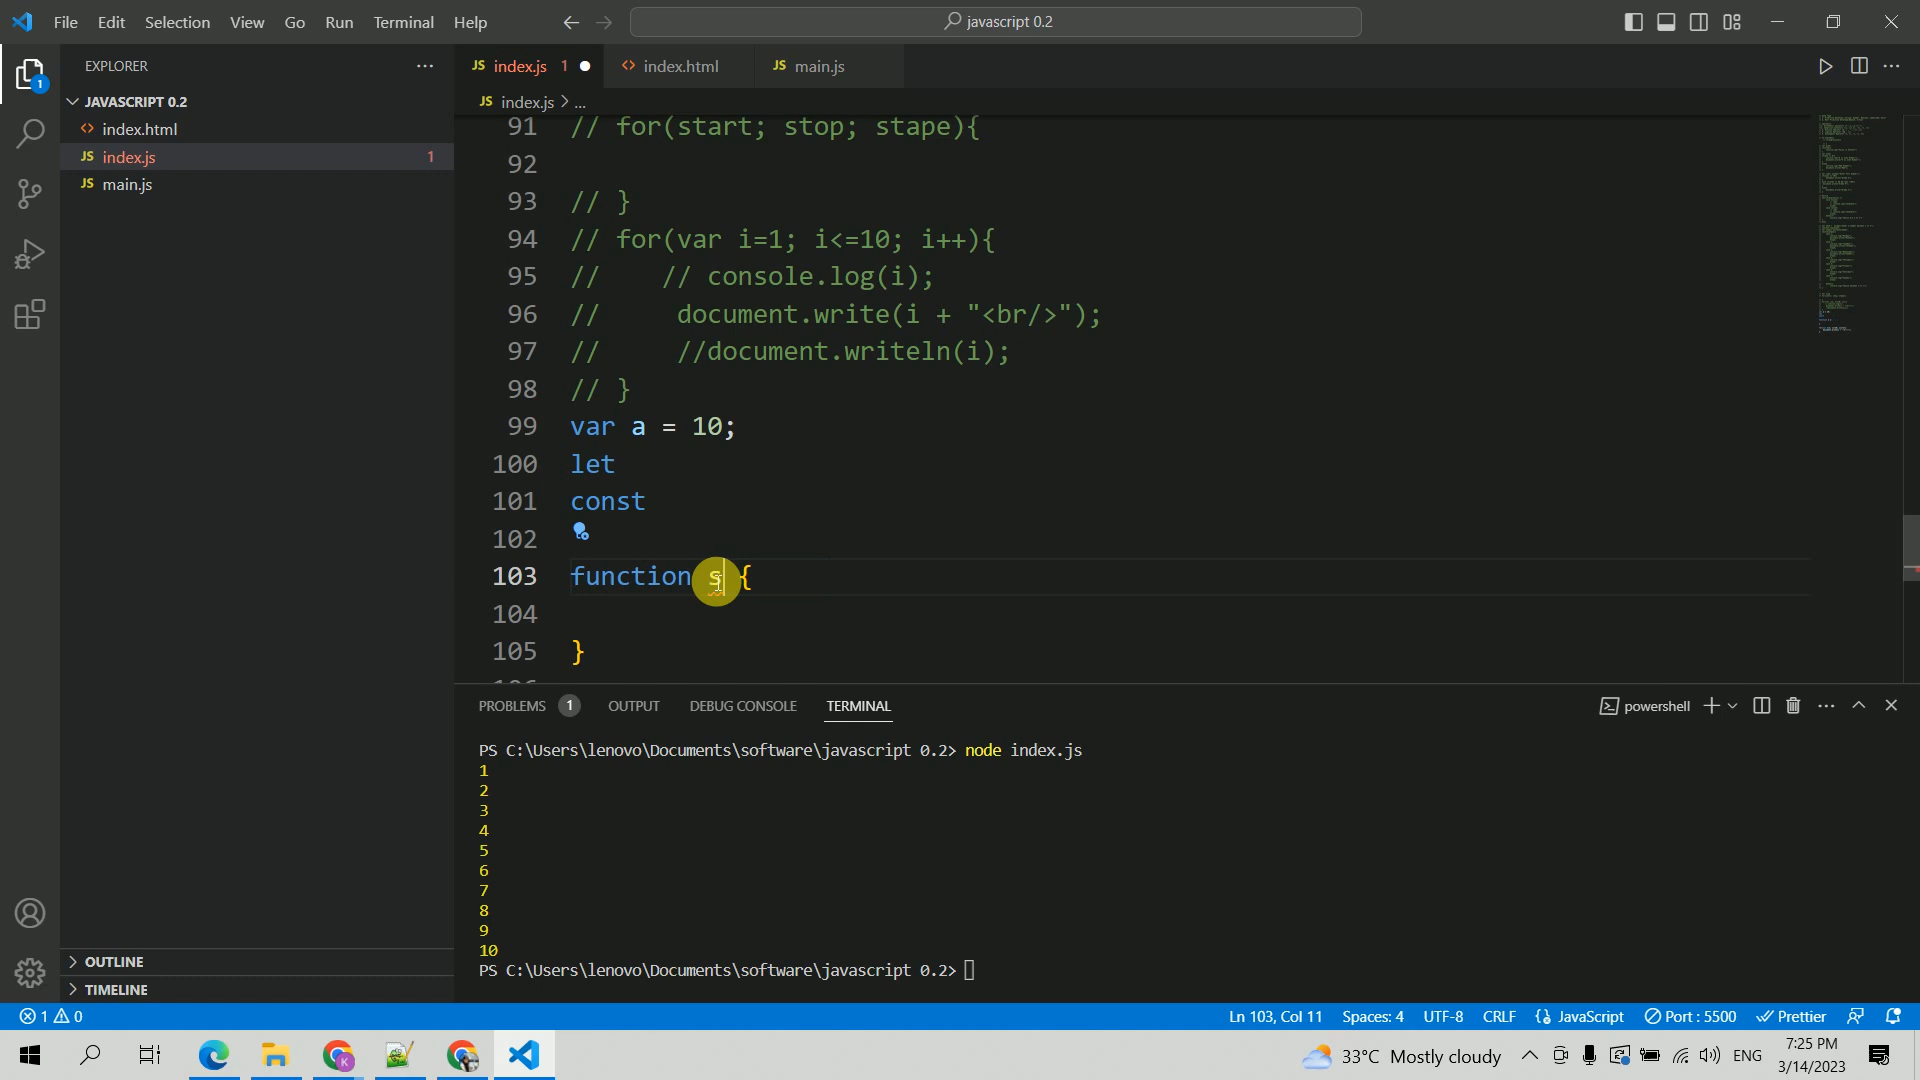 File Edit Selection View Go Run Terminal Help
javascript 0.2
EXPLORER
JAVASCRIPT 0.2
<> index.html
JS index.js 1
JS main.js
OUTLINE
TIMELINE
1
JS index.js 1
<> index.html
JS main.js
JS index.js > ...
91 // for(start; stop; stape){
92
93 // }
94 // for(var i=1; i<=10; i++){
95 //    // console.log(i);
96 //     document.write(i + "<br/>");
97 //     //document.writeln(i);
98 // }
99 var a = 10;
100 let
101 const
102
103 function s {
104
105 }
PROBLEMS 1 OUTPUT DEBUG CONSOLE TERMINAL
powershell
PS C:\Users\lenovo\Documents\software\javascript 0.2> node index.js
1
2
3
4
5
6
7
8
9
10
PS C:\Users\lenovo\Documents\software\javascript 0.2>
1 0
Ln 103, Col 11 Spaces: 4 UTF-8 CRLF {} JavaScript Port : 5500 Prettier
K
33°C Mostly cloudy
ENG
7:25 PM
3/14/2023